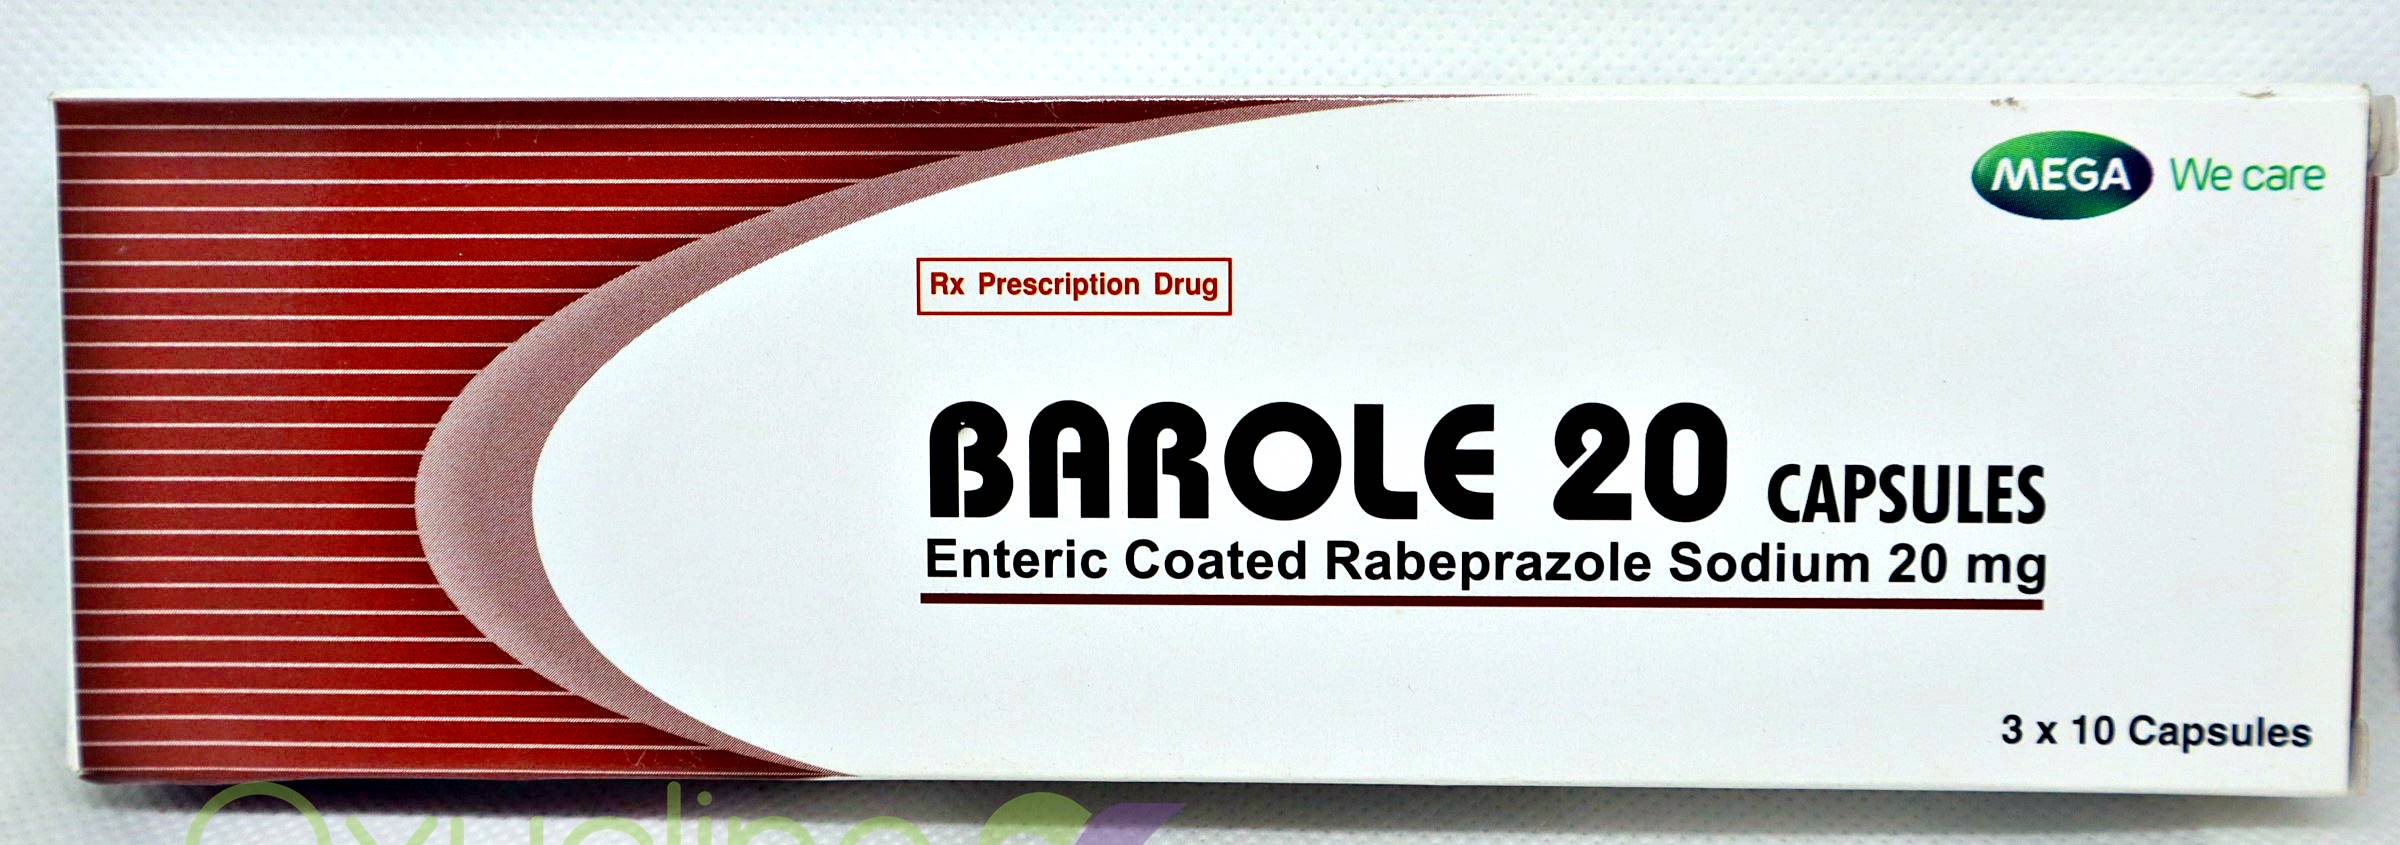 MEGA We care
Rx Prescription Drug
BAROLE 20 CAPSULES
Enteric Coated Rabeprazole Sodium 20 mg
3 x 10 Capsules